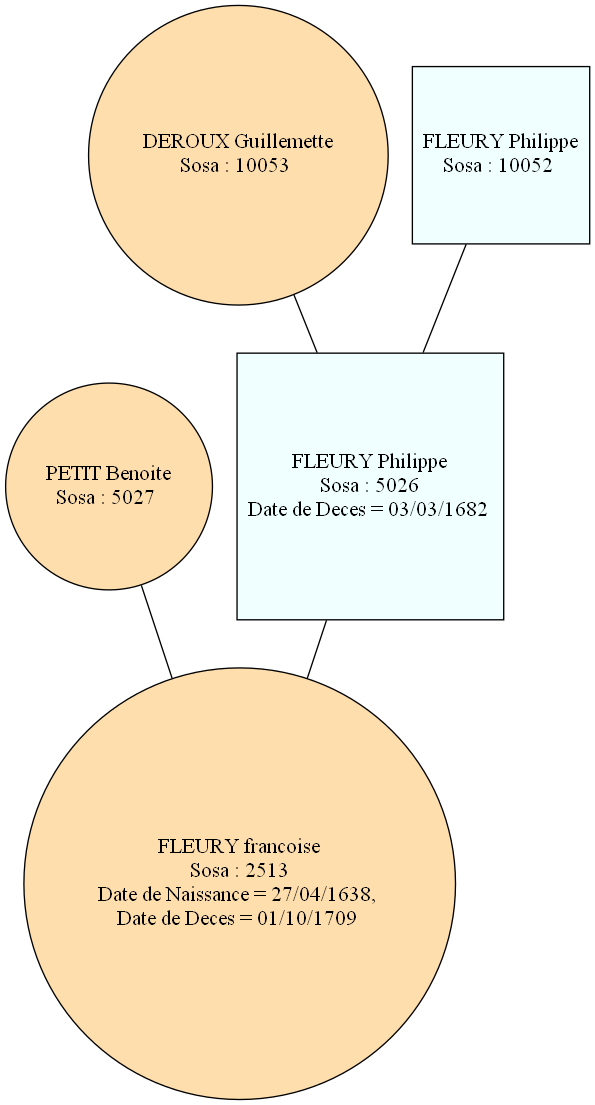 DEROUX Guillemette
Sosa : 10053
FLEURY Philippe
Sosa : 10052
PETIT Benoite
Sosa : 5027
FLEURY Philippe
Sosa : 5026
Date de Deces = 03/03/1682
FLEURY francoise
Sosa : 2513
Date de Naissance = 27/04/1638,
Date de Deces = 01/10/1709